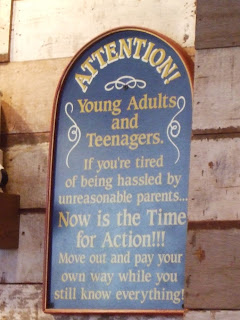 ATTENTION!
Young Adults
and
Teenagers.
If you're tired
of being hassled by
unreasonable parents...
Now is the Time
for Action!!!
Move out and pay your
own way while you
still know everything!